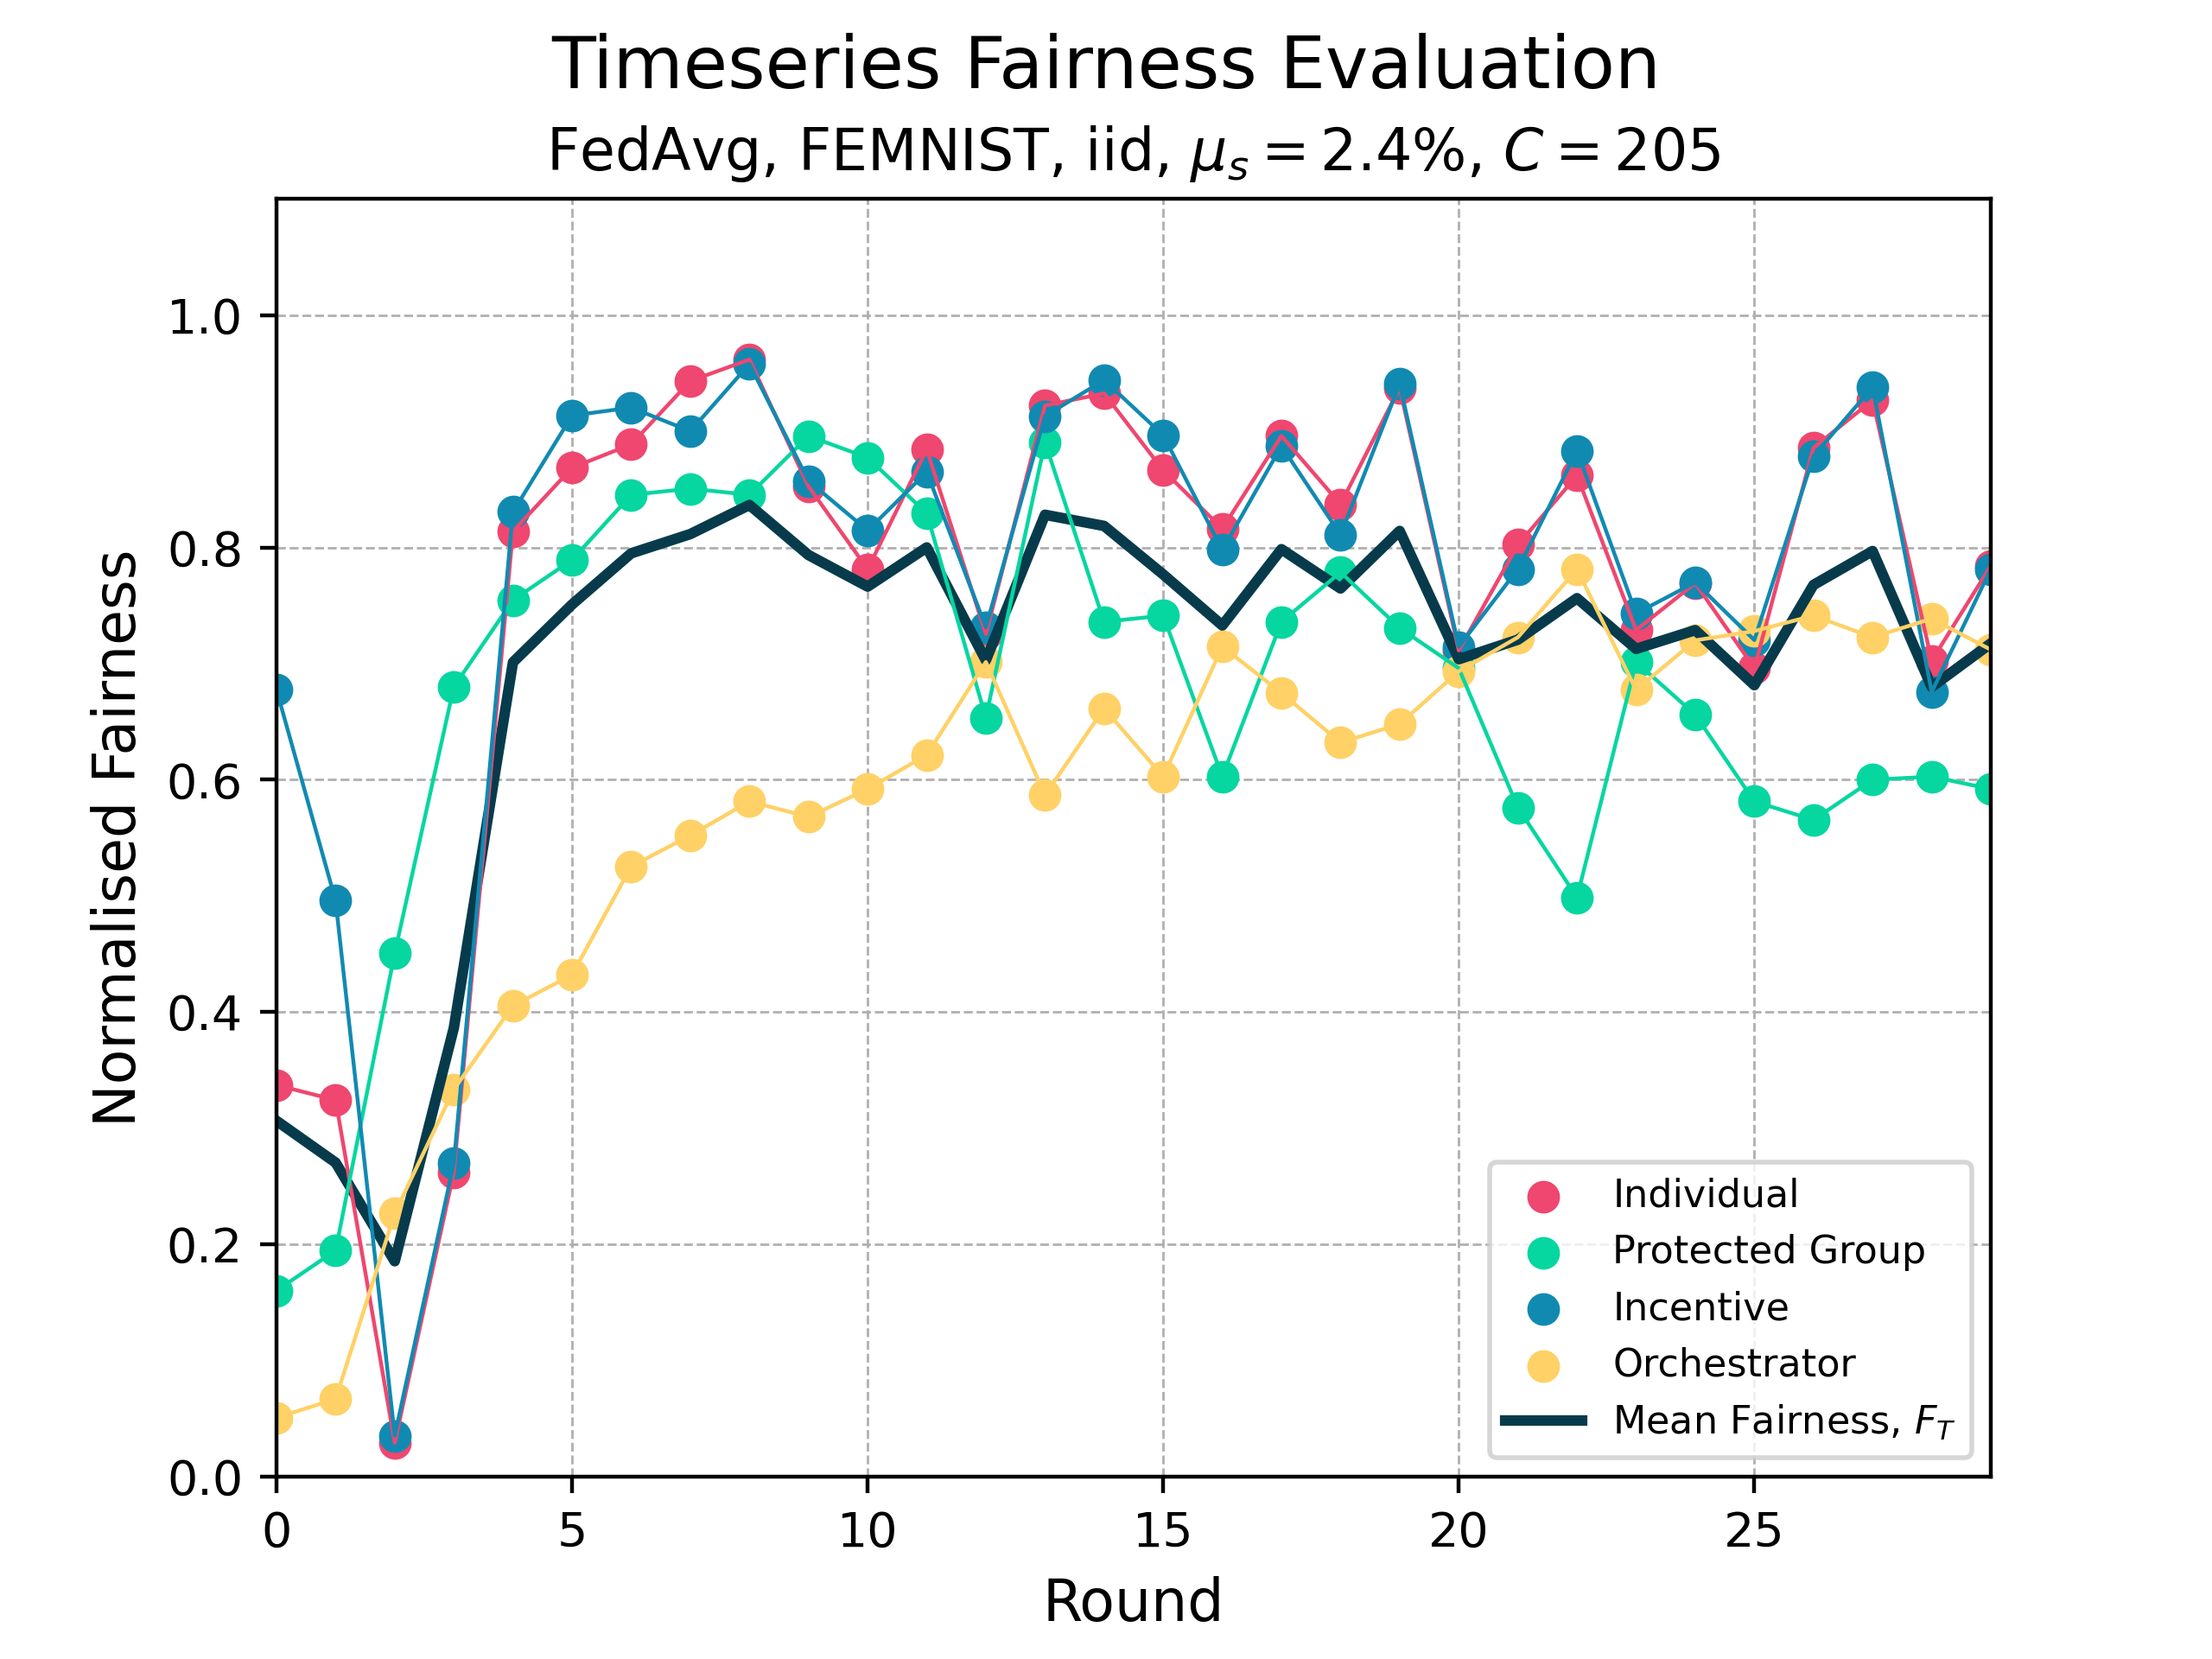 Timeseries Fairness Evaluation
FedAvg, FEMNIST, iid, μₛ = 2.4%, C = 205
Normalised Fairness
1.0
0.8
0.6
0.4
0.2
0.0
0 5 10 15 20 25
Round
Individual
Protected Group
Incentive
Orchestrator
Mean Fairness, F_T